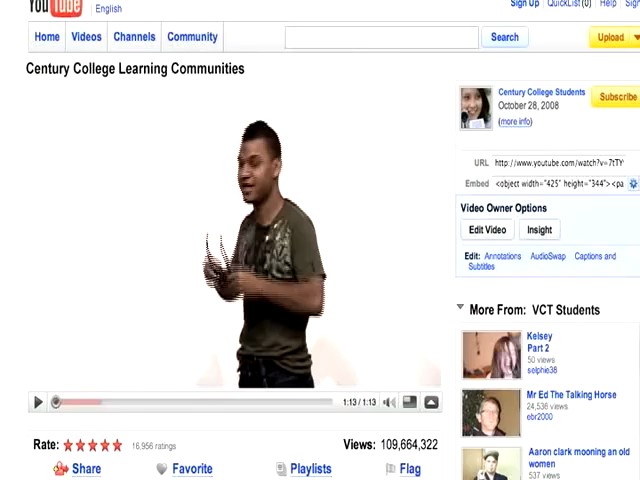 YouTube
English
Sign Up | QuickList (0) | Help |
Home Videos Channels Community
Search
Upload
Century College Learning Communities
Century College Students
October 28, 2008
(more info)
Subscribe
URL http://www.youtube.com/watch?v=7tTY
Embed <object width="425" height="344"><pa
Video Owner Options
Edit Video Insight
Edit: Annotations AudioSwap Captions and
Subtitles
More From: VCT Students
Kelsey
Part 2
50 views
selphie38
Mr Ed The Talking Horse
24,536 views
ebr2000
Aaron clark mooning an old
women
537 views
1:13 / 1:13
Rate: 16,956 ratings
Views: 109,664,322
Share Favorite Playlists Flag